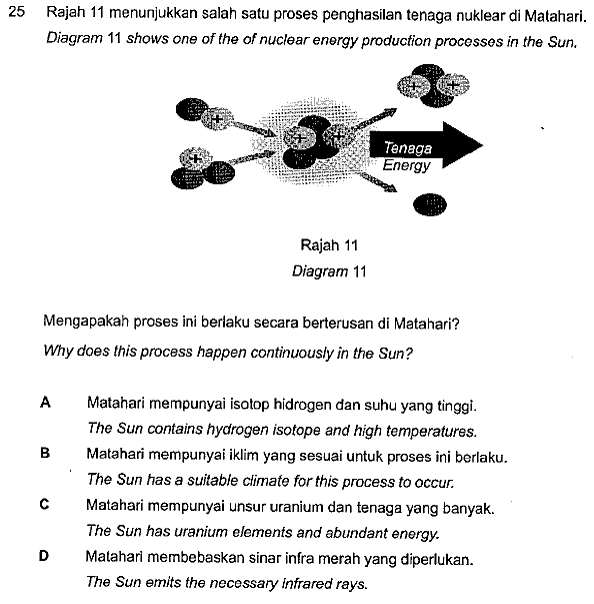 25 Rajah 11 menunjukkan salah satu proses penghasilan tenaga nuklear di Matahari.
Diagram 11 shows one of the of nuclear energy production processes in the Sun.
+
+
+ +
+ +
Tenaga
Energy
Rajah 11
Diagram 11
Mengapakah proses ini berlaku secara berterusan di Matahari?
Why does this process happen continuously in the Sun?
A Matahari mempunyai isotop hidrogen dan suhu yang tinggi.
The Sun contains hydrogen isotope and high temperatures.
B Matahari mempunyai iklim yang sesuai untuk proses ini berlaku.
The Sun has a suitable climate for this process to occur.
C Matahari mempunyai unsur uranium dan tenaga yang banyak.
The Sun has uranium elements and abundant energy.
D Matahari membebaskan sinar infra merah yang diperlukan.
The Sun emits the necessary infrared rays.